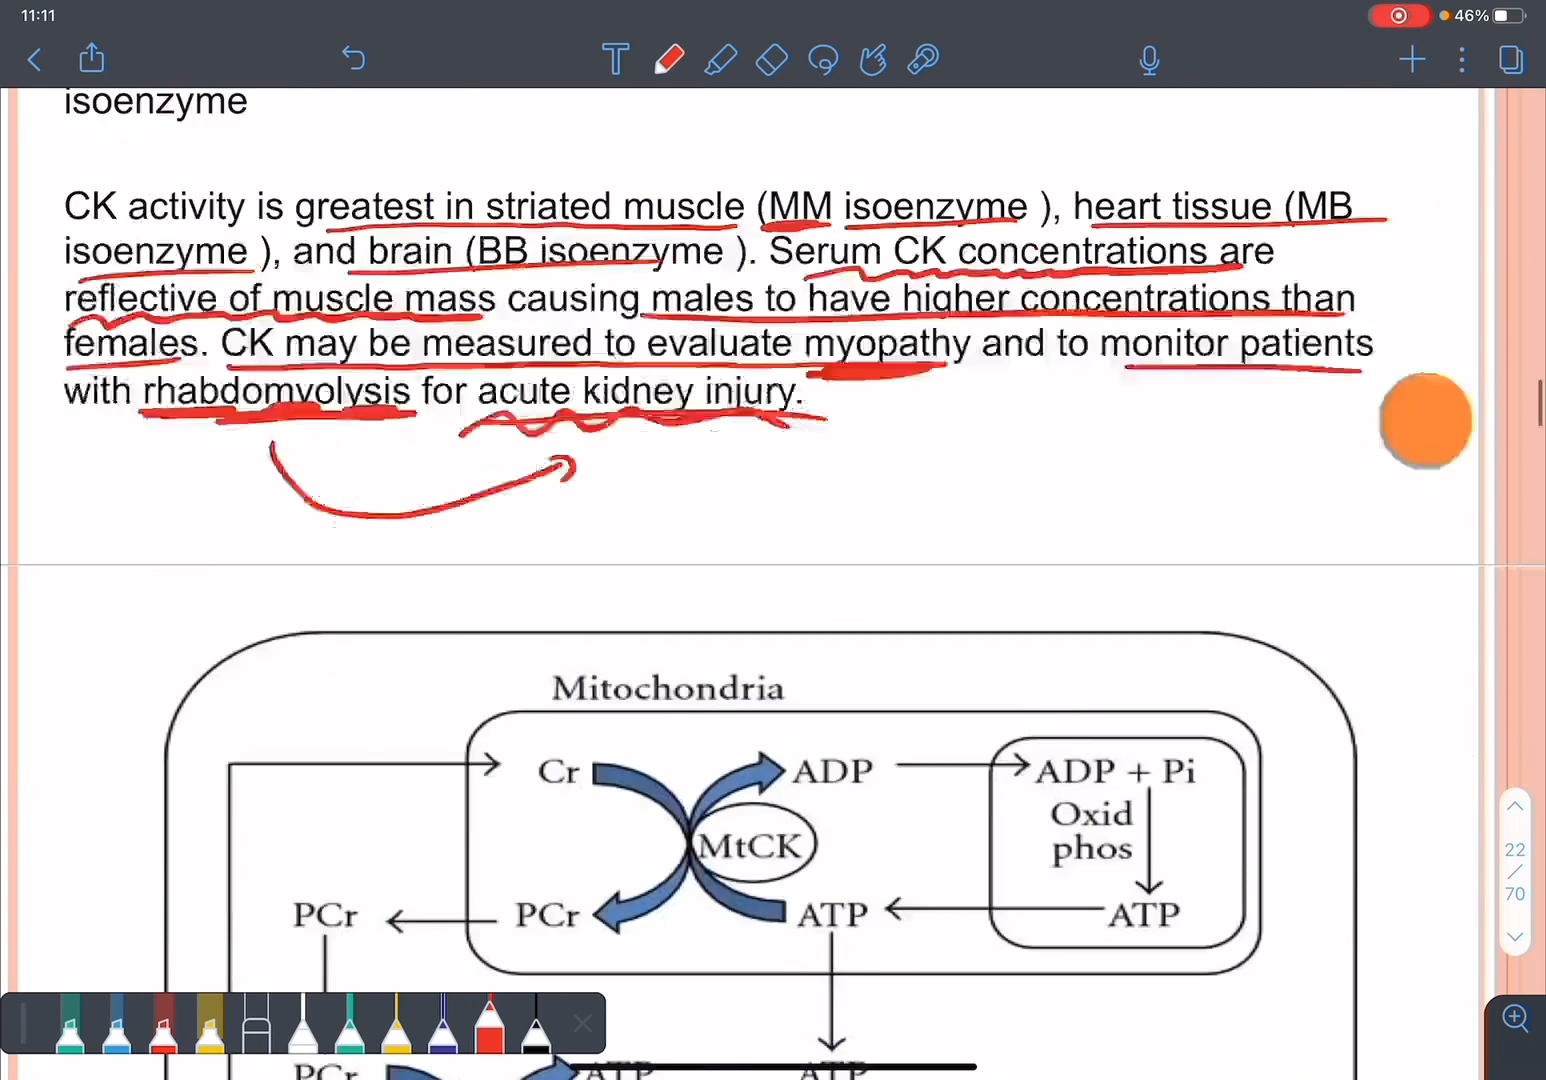 11:11
46%
T
isoenzyme
CK activity is greatest in striated muscle (MM isoenzyme ), heart tissue (MB
isoenzyme ), and brain (BB isoenzyme ). Serum CK concentrations are
reflective of muscle mass causing males to have higher concentrations than
females. CK may be measured to evaluate myopathy and to monitor patients
with rhabdomyolysis for acute kidney injury.
Mitochondria
Cr ADP ADP + Pi
Oxid
MtCK phos
PCr PCr ATP ATP
22
/
70
PCr ATP ATP